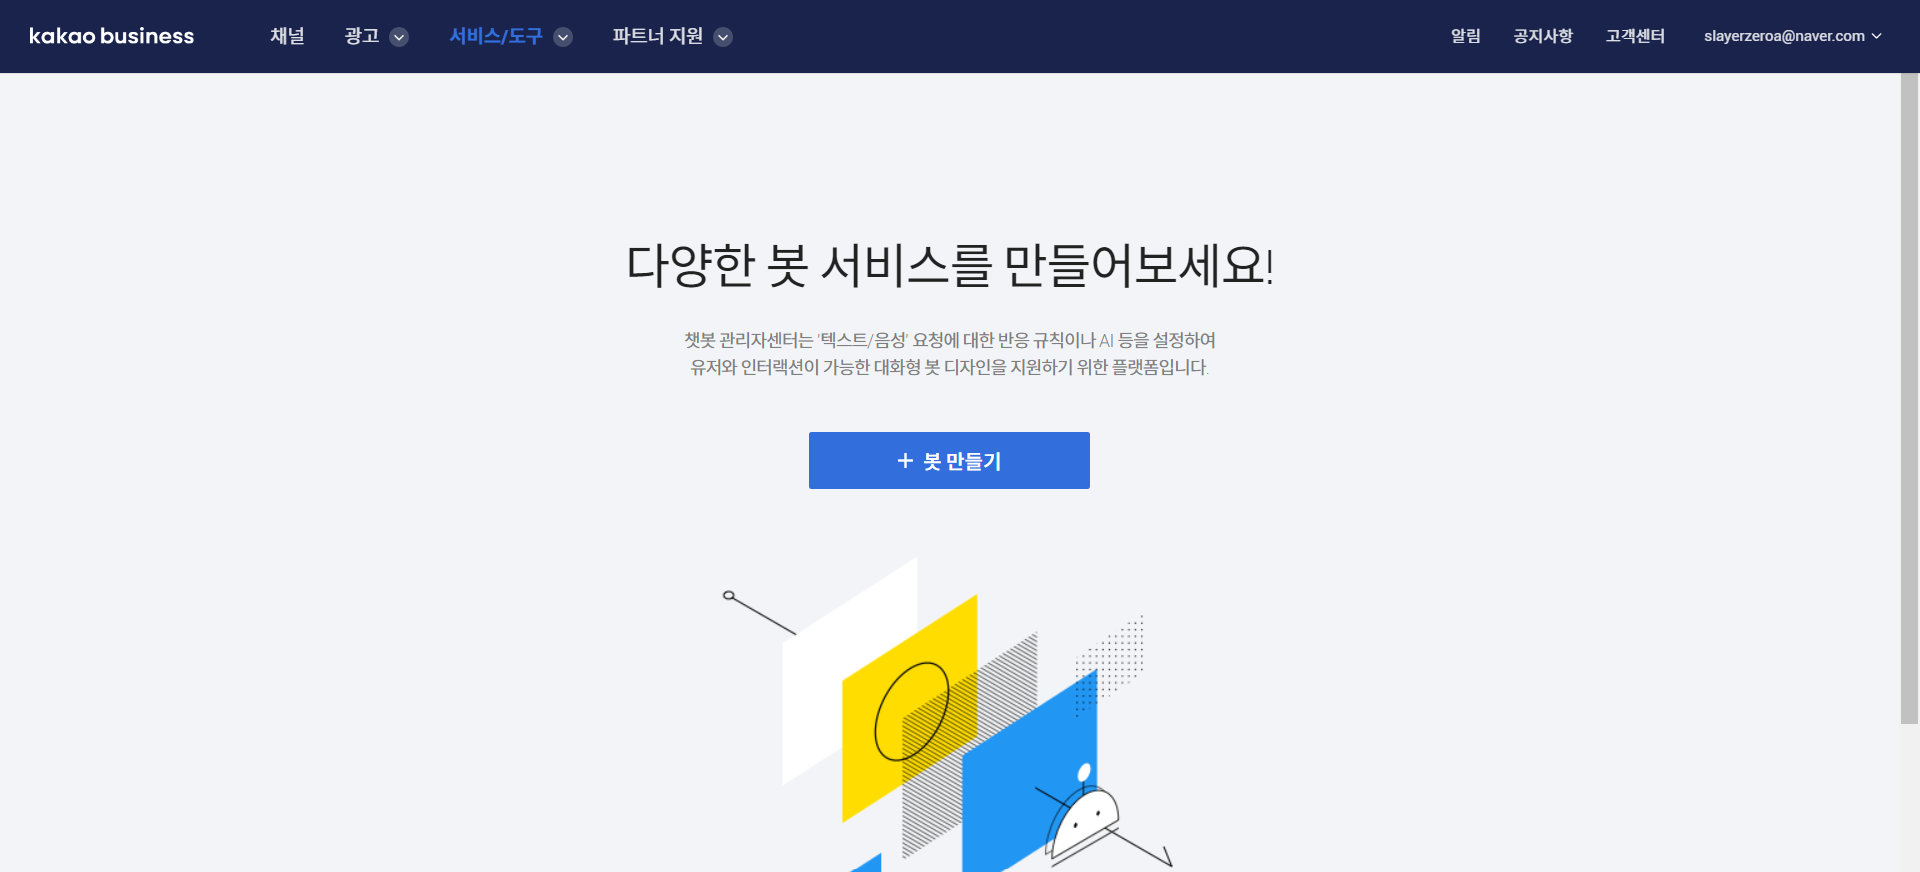 kakao business 채널 광고 서비스/도구 파트너 지원 알림 공지사항 고객센터 slayerzeroa@naver.com
다양한 봇 서비스를 만들어보세요!
챗봇 관리자센터는 '텍스트/음성' 요청에 대한 반응 규칙이나 AI 등을 설정하여
유저와 인터랙션이 가능한 대화형 봇 디자인을 지원하기 위한 플랫폼입니다.
+ 봇 만들기